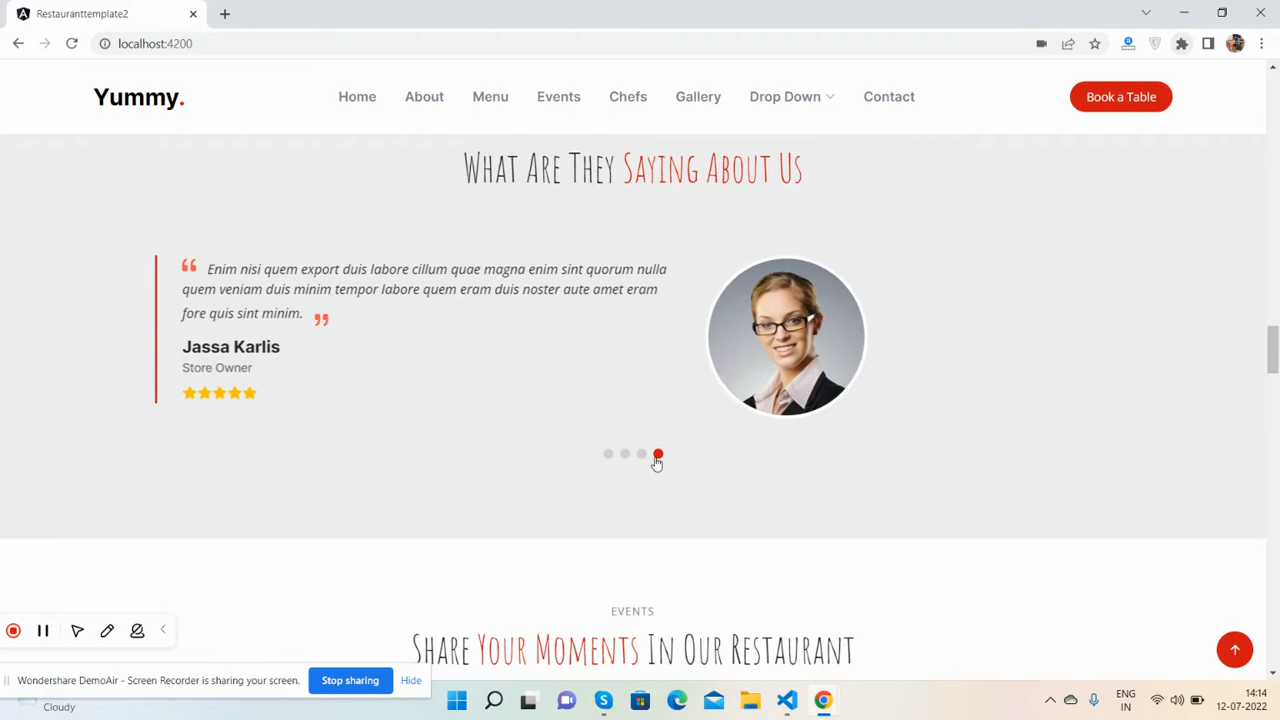 Restauranttemplate2
localhost:4200
Yummy.
Home
About
Menu
Events
Chefs
Gallery
Drop Down
Contact
Book a Table
What Are They Saying About Us
Enim nisi quem export duis labore cillum quae magna enim sint quorum nulla
quem veniam duis minim tempor labore quem eram duis noster aute amet eram
fore quis sint minim.
Jassa Karlis
Store Owner
EVENTS
Share Your Moments In Our Restaurant
Wondershare DemoAir - Screen Recorder is sharing your screen.
Stop sharing
Hide
Cloudy
ENG
IN
14:14
12-07-2022